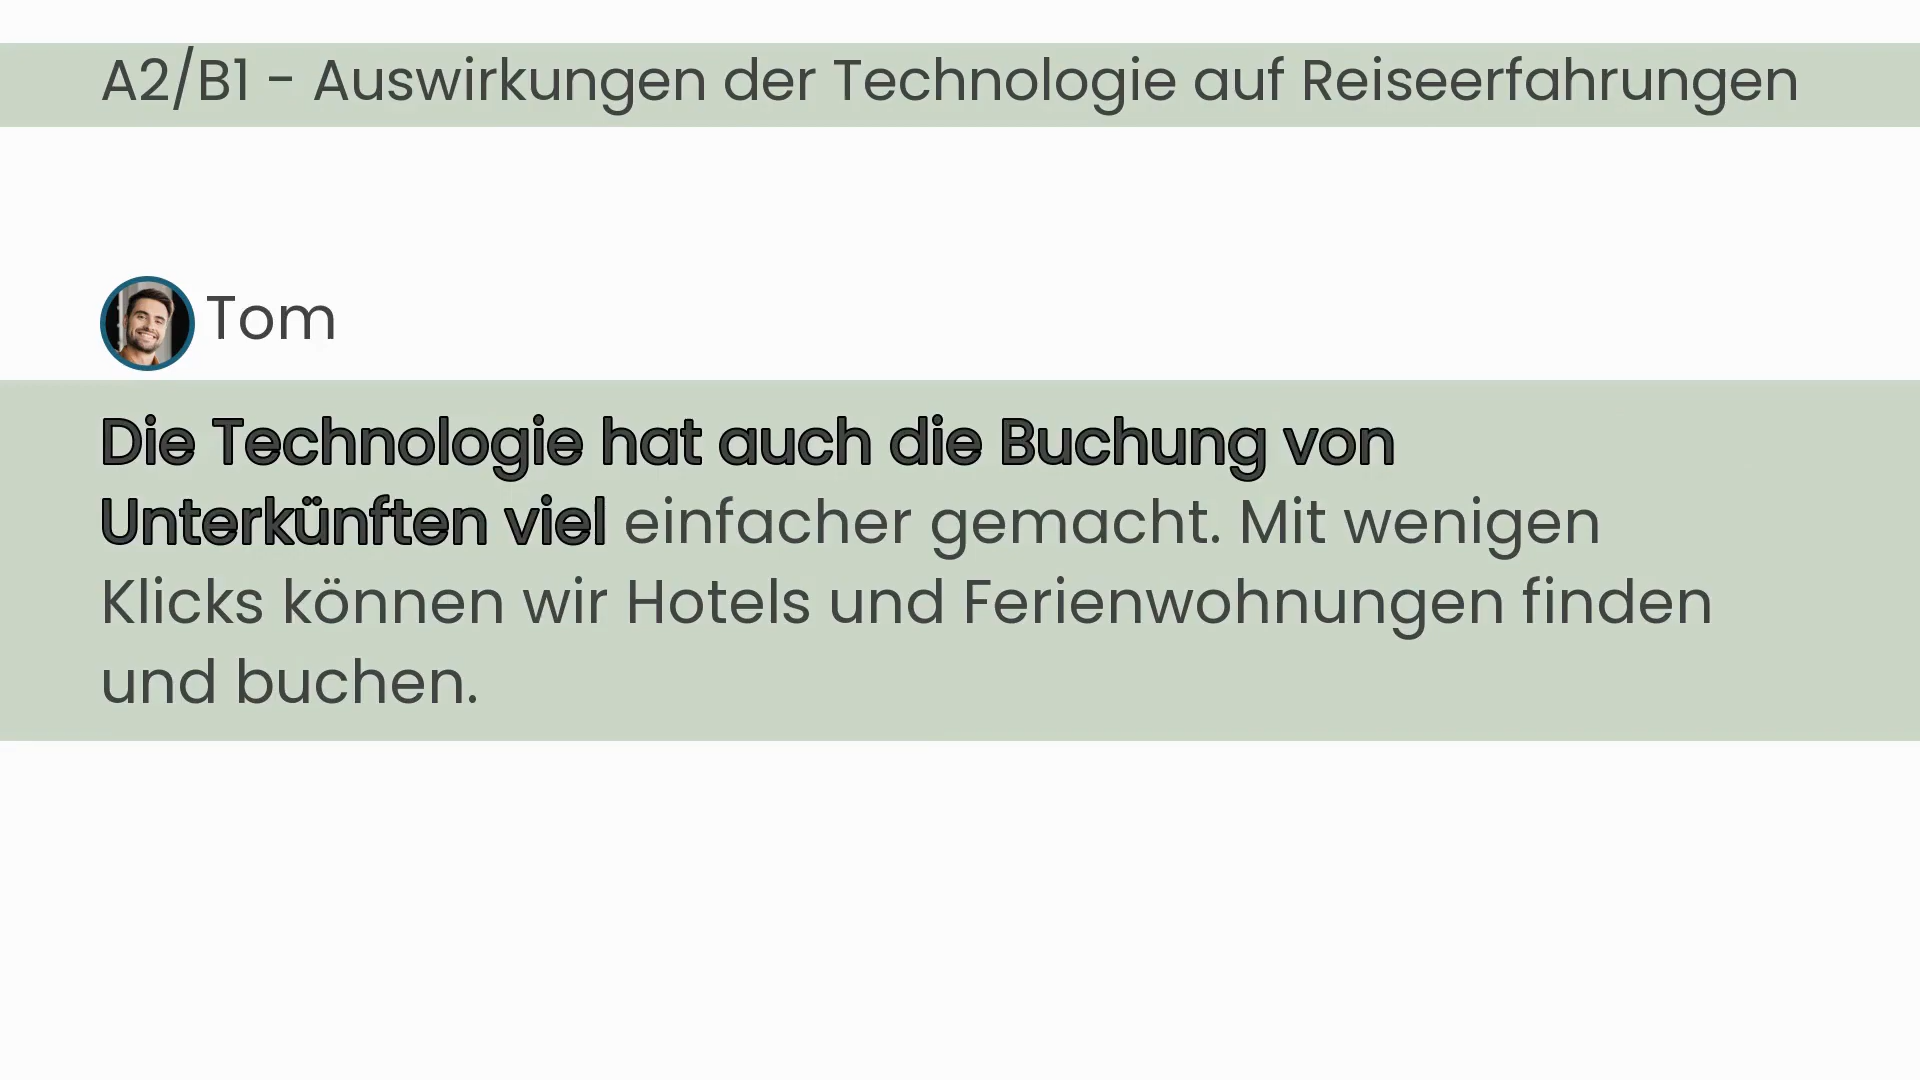 A2/B1 - Auswirkungen der Technologie auf Reiseerfahrungen
Tom
Die Technologie hat auch die Buchung von
Unterkünften viel einfacher gemacht. Mit wenigen
Klicks können wir Hotels und Ferienwohnungen finden
und buchen.